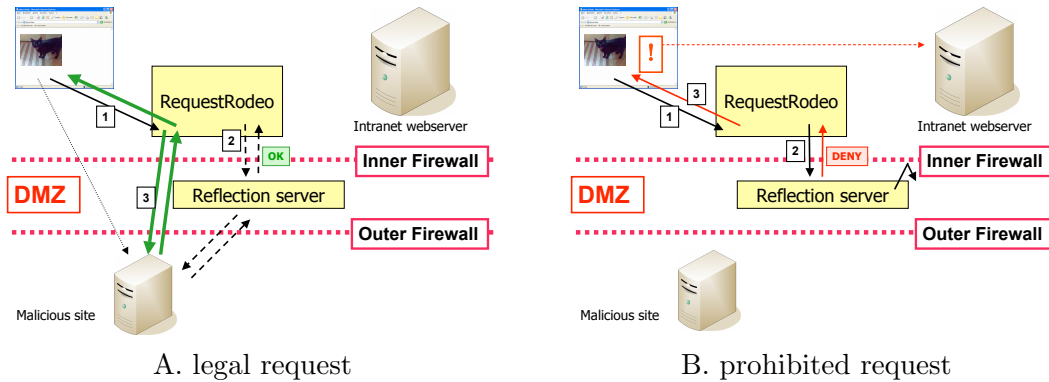 RequestRodeo
1
2
OK
Intranet webserver
Inner Firewall
DMZ
3
Reflection server
Outer Firewall
Malicious site
A. legal request
!
3
RequestRodeo
1
2
DENY
Intranet webserver
Inner Firewall
DMZ
Reflection server
Outer Firewall
Malicious site
B. prohibited request